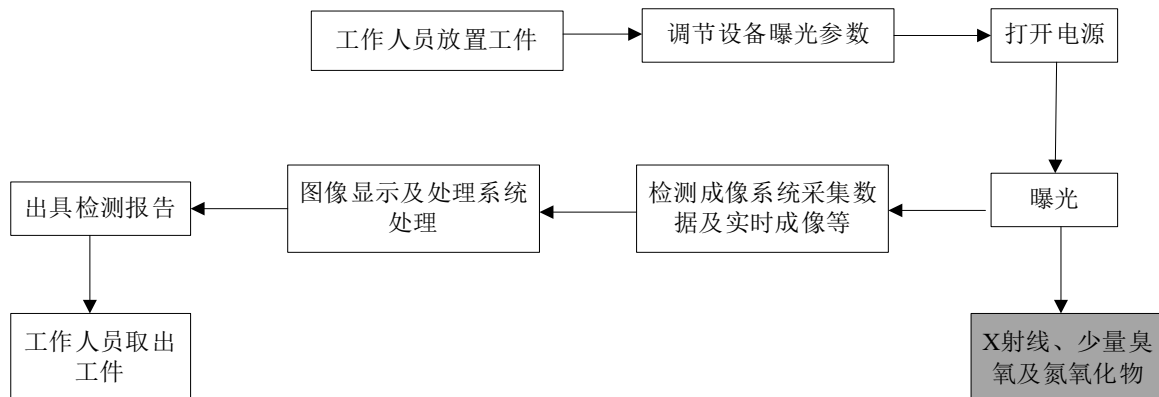 工作人员放置工件
调节设备曝光参数
打开电源
曝光
检测成像系统采集数
据及实时成像等
图像显示及处理系统
处理
出具检测报告
工作人员取出
工件
X射线、少量臭
氧及氮氧化物